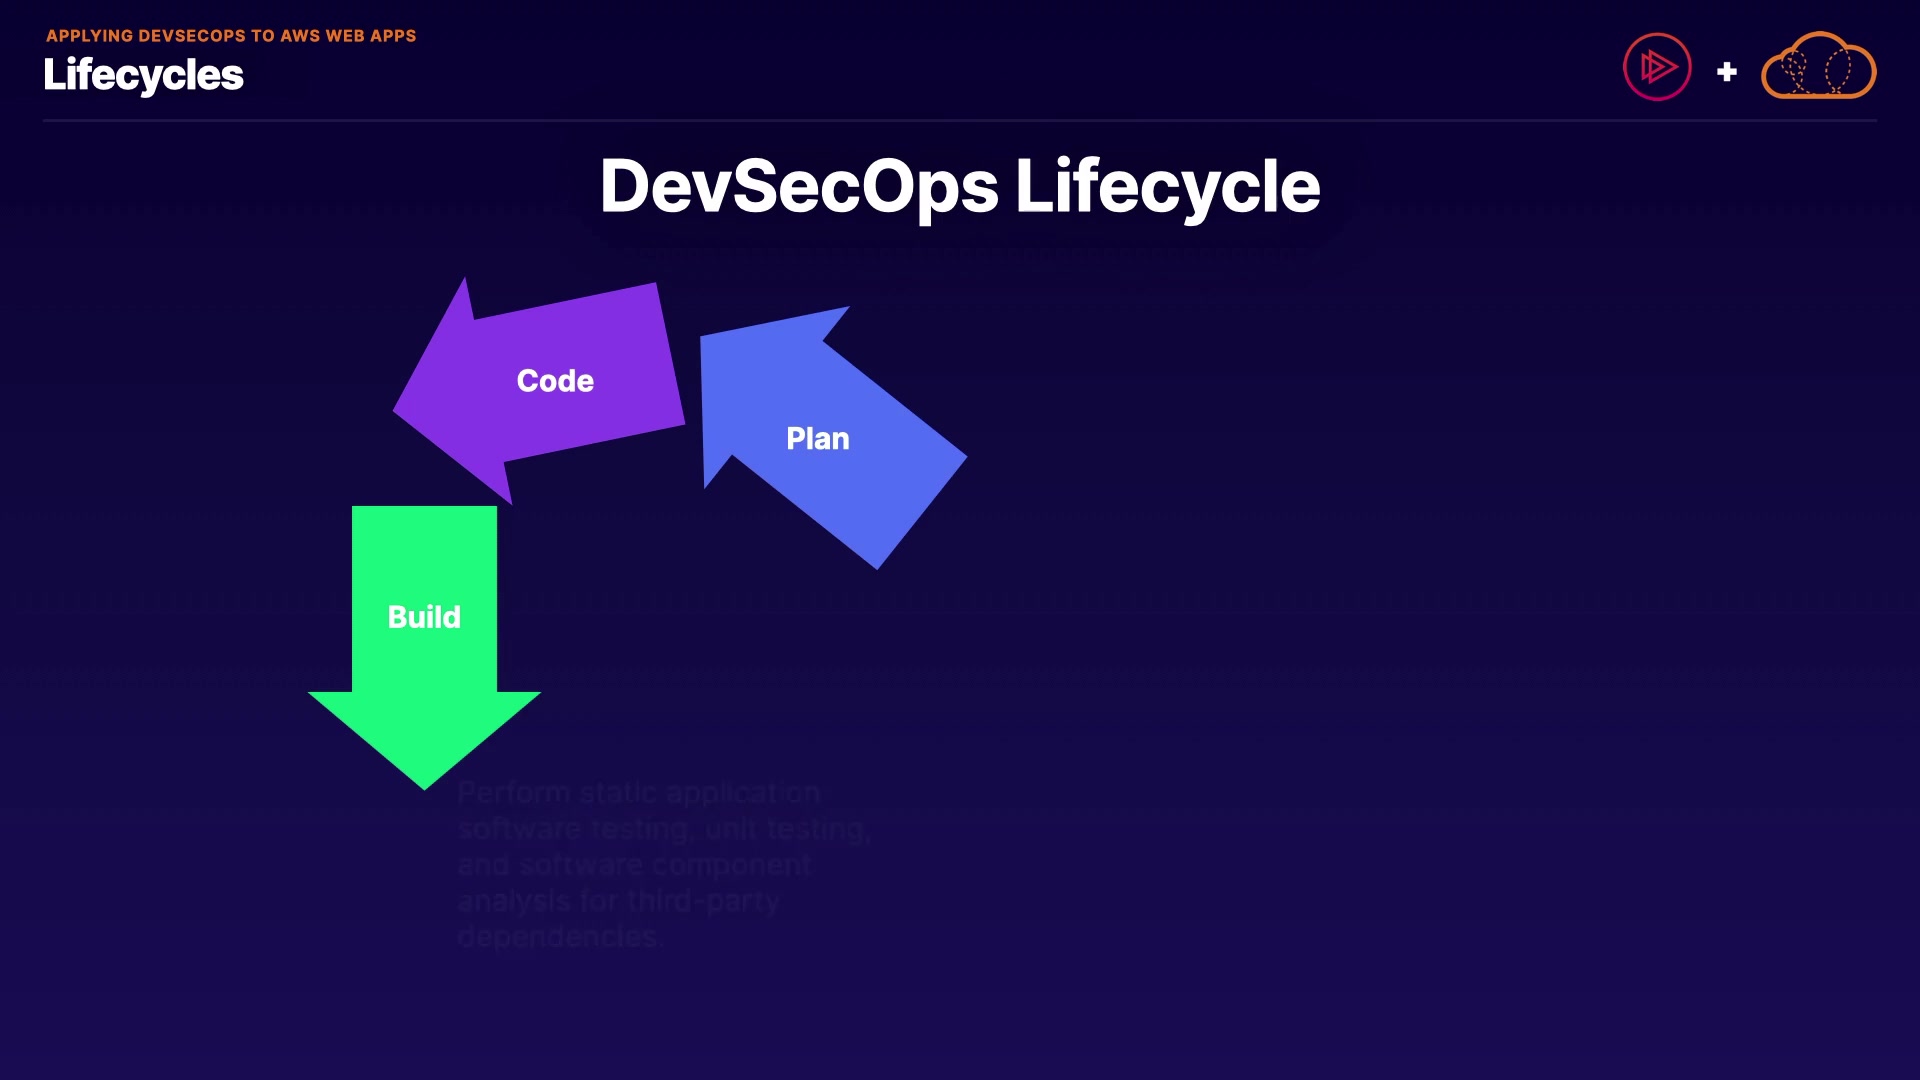 APPLYING DEVSECOPS TO AWS WEB APPS
Lifecycles
+
DevSecOps Lifecycle
Code
Plan
Build
Perform static application
software testing, unit testing,
and software component
analysis for third-party
dependencies.